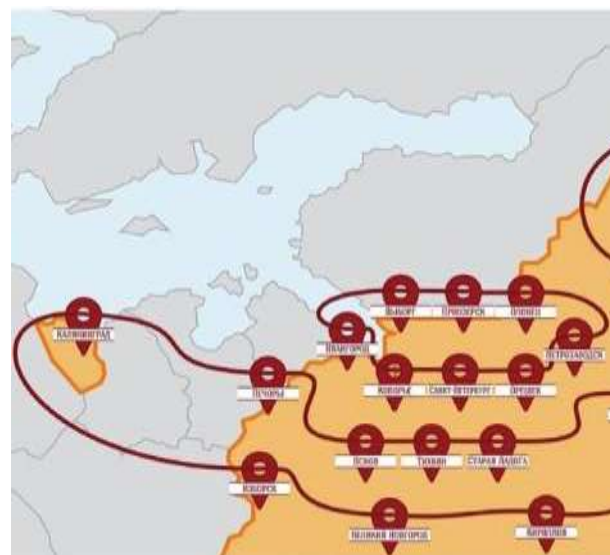 ВЫБОРГ
ПРИОЗЕРСК
ОЛОНЕЦ
КАЛИНИНГРАД
ИВАНГОРОД
ПЕТРОЗАВОДСК
ПЕЧОРЫ
КОПОРЬЕ
САНКТ-ПЕТЕРБУРГ
ОРЕШЕК
ПСКОВ
ТИХВИН
СТАРАЯ ЛАДОГА
ИЗБОРСК
ВЕЛИКИЙ НОВГОРОД
КИРИЛЛОВ